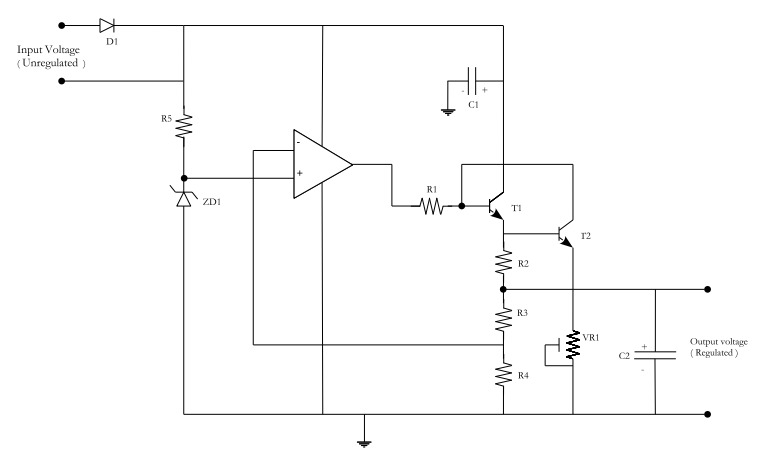 D1
Input Voltage
( Unregulated )
- +
C1
R5
-
+
ZD1
R1
T1
T2
R2
R3
VR1
R4
+
C2
-
Output voltage
( Regulated )